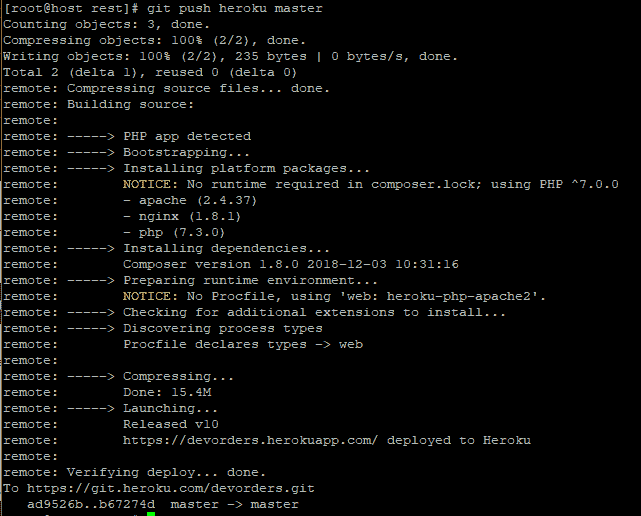 [root@host rest]# git push heroku master
Counting objects: 3, done.
Compressing objects: 100% (2/2), done.
Writing objects: 100% (2/2), 235 bytes | 0 bytes/s, done.
Total 2 (delta 1), reused 0 (delta 0)
remote: Compressing source files... done.
remote: Building source:
remote:
remote: -----> PHP app detected
remote: -----> Bootstrapping...
remote: -----> Installing platform packages...
remote:        NOTICE: No runtime required in composer.lock; using PHP ^7.0.0
remote:        - apache (2.4.37)
remote:        - nginx (1.8.1)
remote:        - php (7.3.0)
remote: -----> Installing dependencies...
remote:        Composer version 1.8.0 2018-12-03 10:31:16
remote: -----> Preparing runtime environment...
remote:        NOTICE: No Procfile, using 'web: heroku-php-apache2'.
remote: -----> Checking for additional extensions to install...
remote: -----> Discovering process types
remote:        Procfile declares types -> web
remote:
remote: -----> Compressing...
remote:        Done: 15.4M
remote: -----> Launching...
remote:        Released v10
remote:        https://devorders.herokuapp.com/ deployed to Heroku
remote:
remote: Verifying deploy... done.
To https://git.heroku.com/devorders.git
   ad9526b..b67274d  master -> master